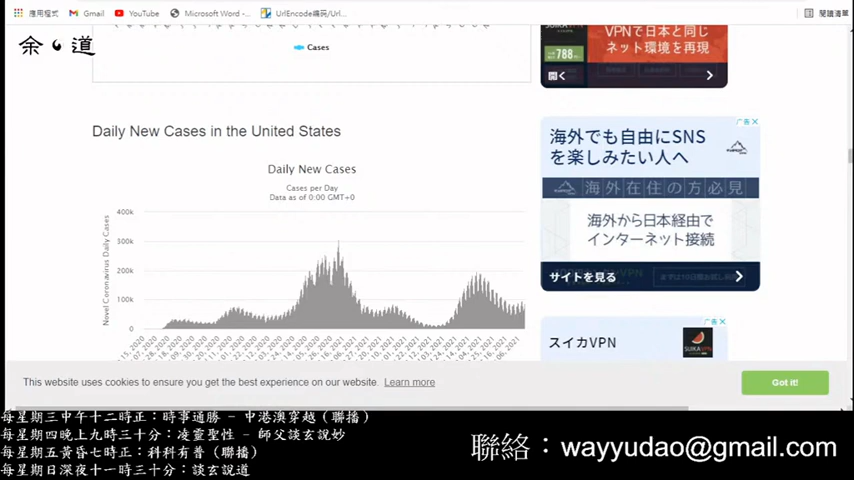 應用程式 Gmail YouTube Microsoft Word -... UrlEncode编码/Url... 閱讀清單
余 道
Cases
VPNで日本と同じ
ネット環境を再現
788
開く
Daily New Cases in the United States
Daily New Cases
Cases per Day
Data as of 0:00 GMT+0
Novel Coronavirus Daily Cases
400k
300k
200k
100k
0
广告
海外でも自由にSNS
を楽しみたい人へ
海外在住の方必見
海外から日本経由で
インターネット接続
サイトを見る
广告
スイカVPN
This website uses cookies to ensure you get the best experience on our website. Learn more
Got it!
每星期三中午十二時正：時事通勝 - 中港澳穿越（聯播）
每星期四晚上九時三十分：凌靈聖性 - 師父談玄說妙
每星期五黃昏七時正：科科有普（聯播）
每星期日深夜十一時三十分：談玄說道
聯絡：wayyudao@gmail.com